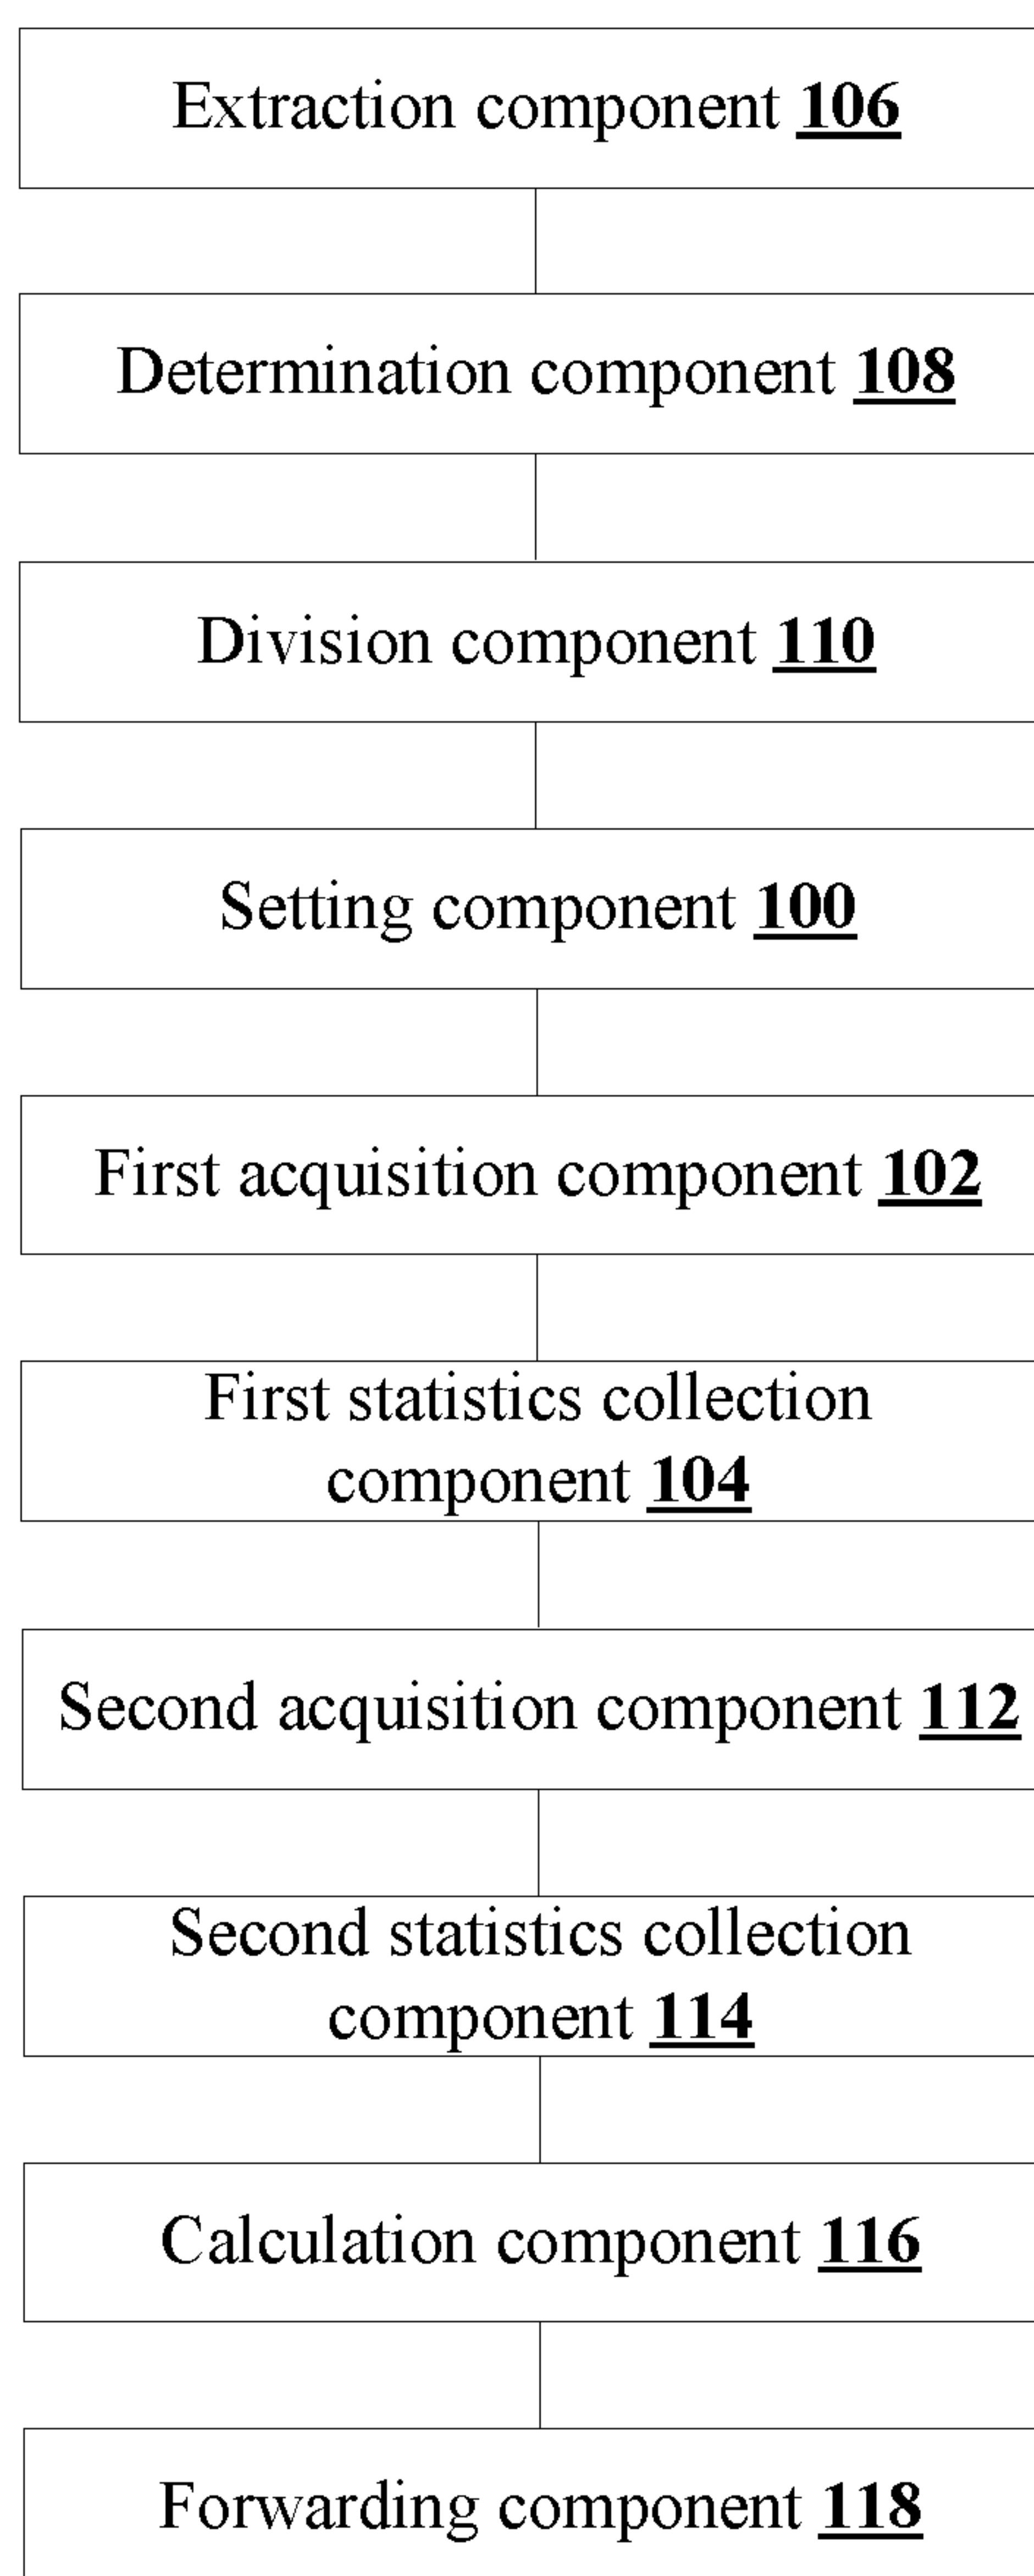 Extraction component 106
Determination component 108
Division component 110
Setting component 100
First acquisition component 102
First statistics collection
component 104
Second acquisition component 112
Second statistics collection
component 114
Calculation component 116
Forwarding component 118